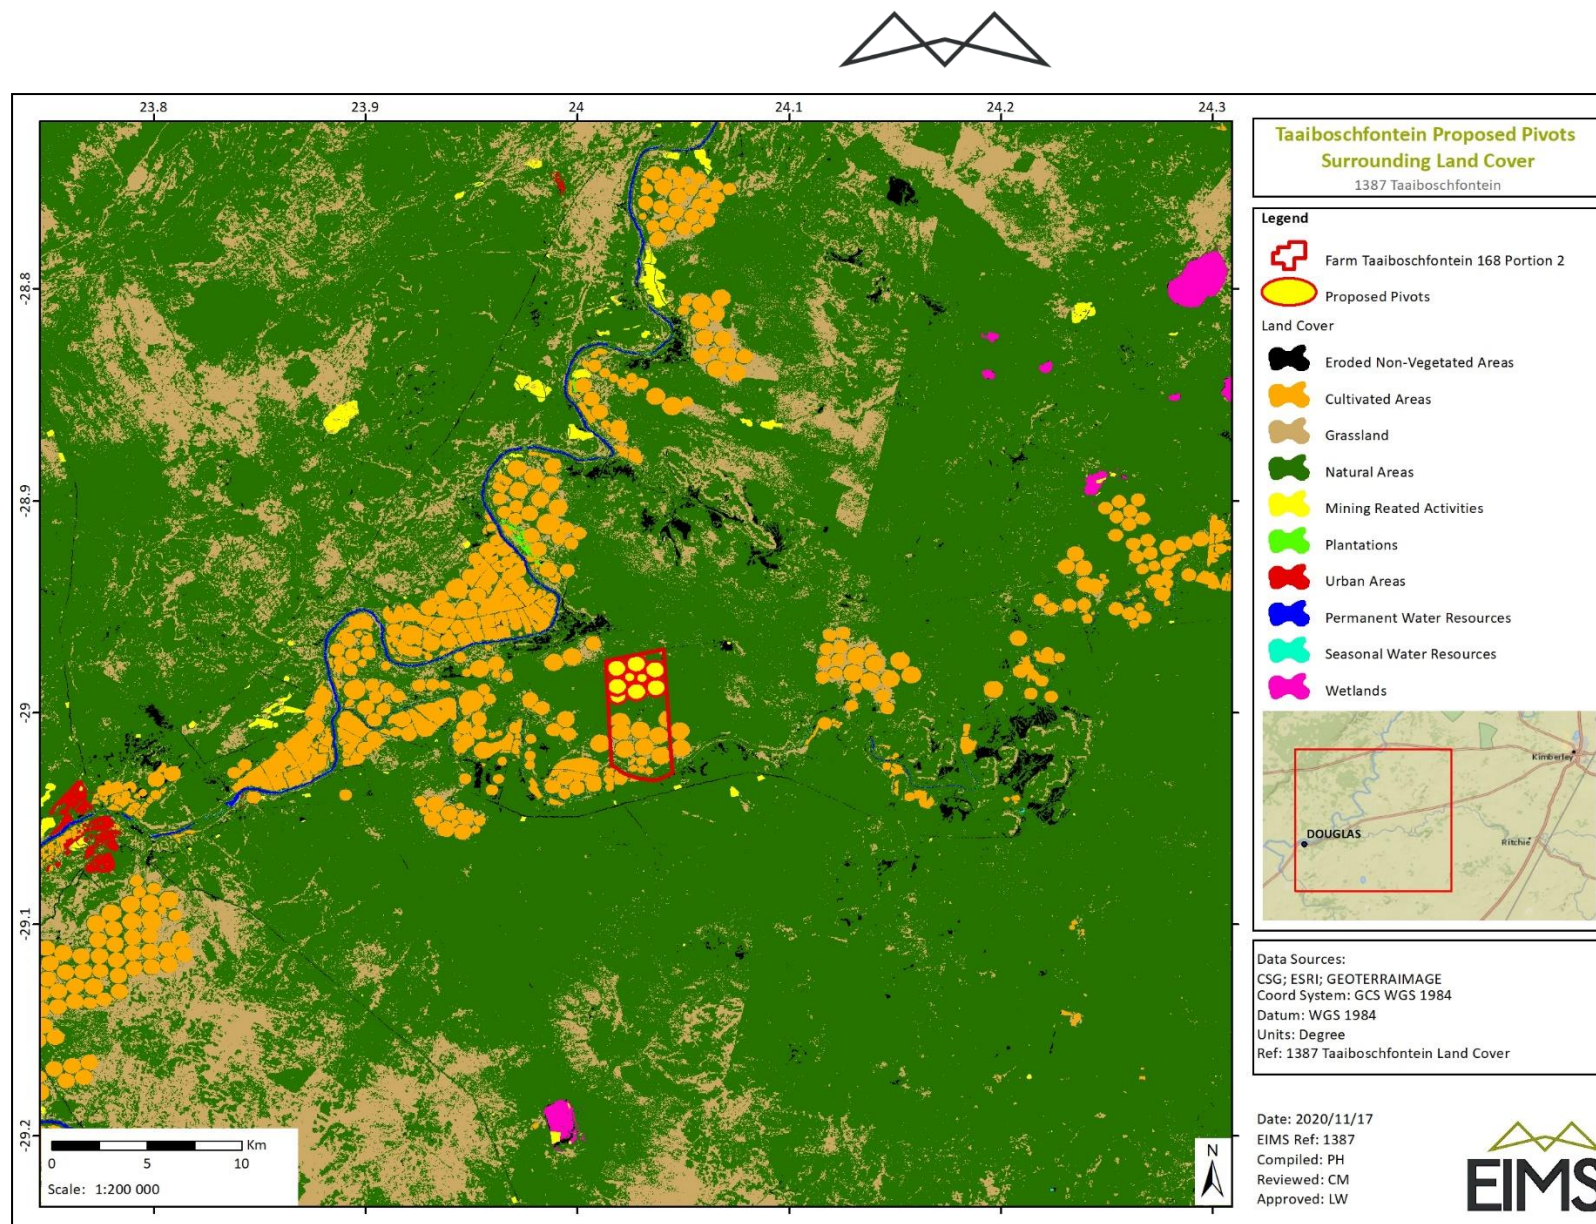 23.8 23.9 24 24.1 24.2 24.3
-28.8
-28.9
-29
-29.1
-29.2
Km
0 5 10
Scale: 1:200 000
N
Taaiboschfontein Proposed Pivots
Surrounding Land Cover
1387 Taaiboschfontein
Legend
Farm Taaiboschfontein 168 Portion 2
Proposed Pivots
Land Cover
Eroded Non-Vegetated Areas
Cultivated Areas
Grassland
Natural Areas
Mining Reated Activities
Plantations
Urban Areas
Permanent Water Resources
Seasonal Water Resources
Wetlands
Kimberley
DOUGLAS
Ritchie
Data Sources:
CSG; ESRI; GEOTERRAIMAGE
Coord System: GCS WGS 1984
Datum: WGS 1984
Units: Degree
Ref: 1387 Taaiboschfontein Land Cover
Date: 2020/11/17
EIMS Ref: 1387
Compiled: PH
Reviewed: CM
Approved: LW
EIMS